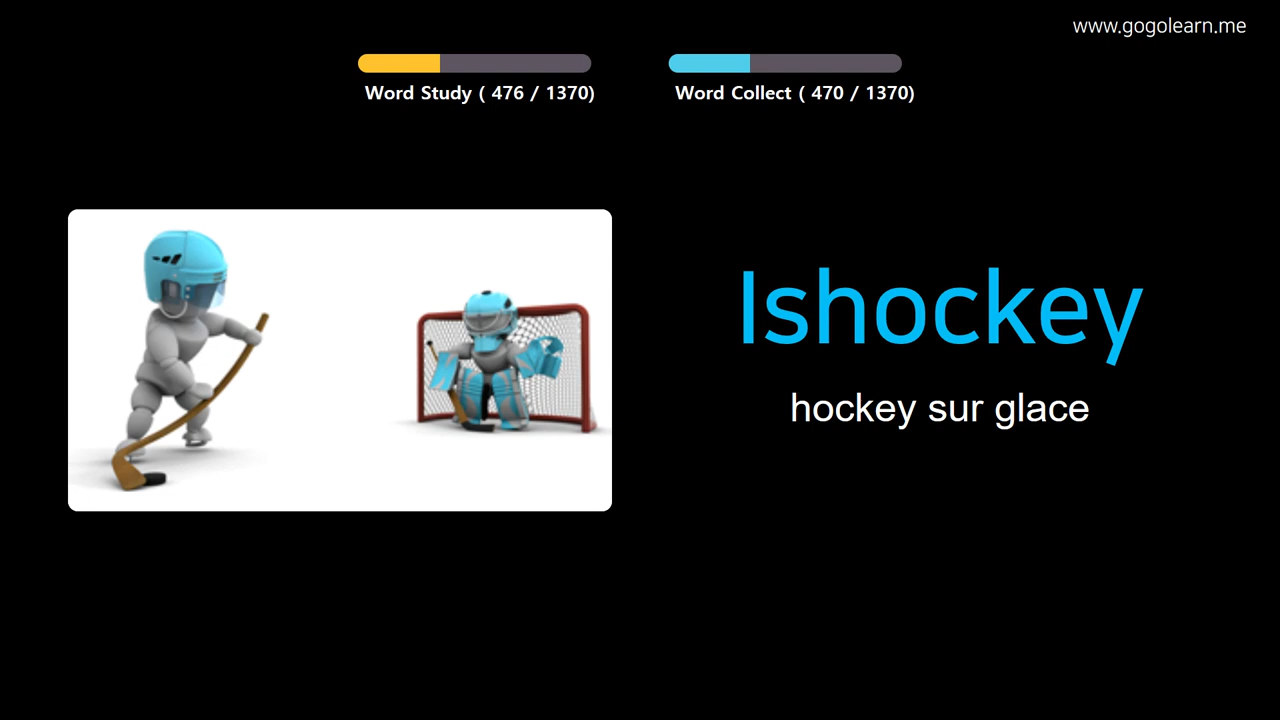 www.gogolearn.me
Word Study ( 476 / 1370)
Word Collect ( 470 / 1370)
Ishockey
hockey sur glace